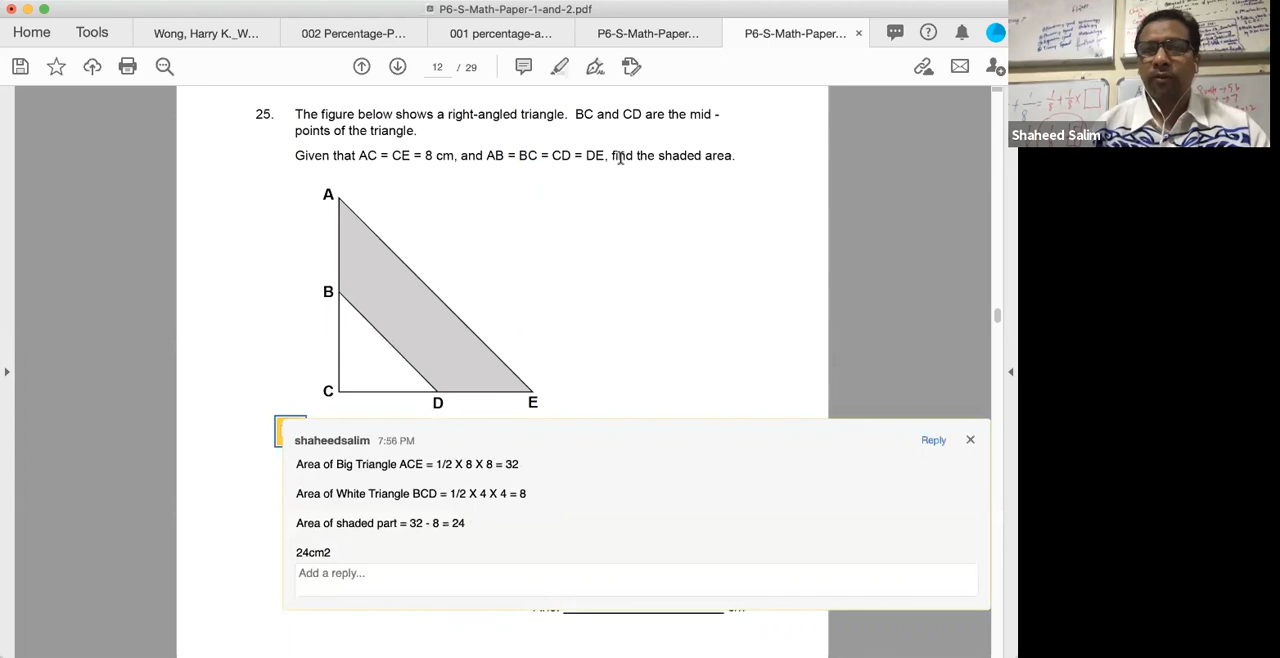 P6-S-Math-Paper-1-and-2.pdf
Home
Tools
Wong, Harry K._W...
002 Percentage-P...
001 percentage-a...
P6-S-Math-Paper...
P6-S-Math-Paper...
12 / 29
25. The figure below shows a right-angled triangle. BC and CD are the mid -
points of the triangle.
Given that AC = CE = 8 cm, and AB = BC = CD = DE, find the shaded area.
A
B
C
D
E
shaheedsalim 7:56 PM
Reply
Area of Big Triangle ACE = 1/2 X 8 X 8 = 32
Area of White Triangle BCD = 1/2 X 4 X 4 = 8
Area of shaded part = 32 - 8 = 24
24cm2
Add a reply...
Shaheed Salim